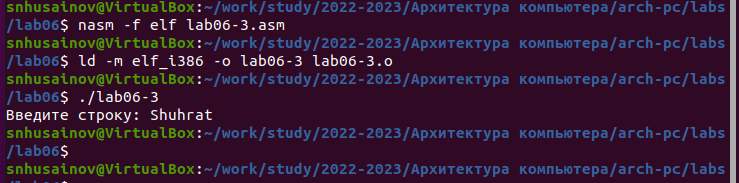 snhusainov@VirtualBox:~/work/study/2022-2023/Архитектура компьютера/arch-pc/labs
/lab06$ nasm -f elf lab06-3.asm
snhusainov@VirtualBox:~/work/study/2022-2023/Архитектура компьютера/arch-pc/labs
/lab06$ ld -m elf_i386 -o lab06-3 lab06-3.o
snhusainov@VirtualBox:~/work/study/2022-2023/Архитектура компьютера/arch-pc/labs
/lab06$ ./lab06-3
Введите строку: Shuhrat
snhusainov@VirtualBox:~/work/study/2022-2023/Архитектура компьютера/arch-pc/labs
/lab06$
snhusainov@VirtualBox:~/work/study/2022-2023/Архитектура компьютера/arch-pc/labs
/lab06$